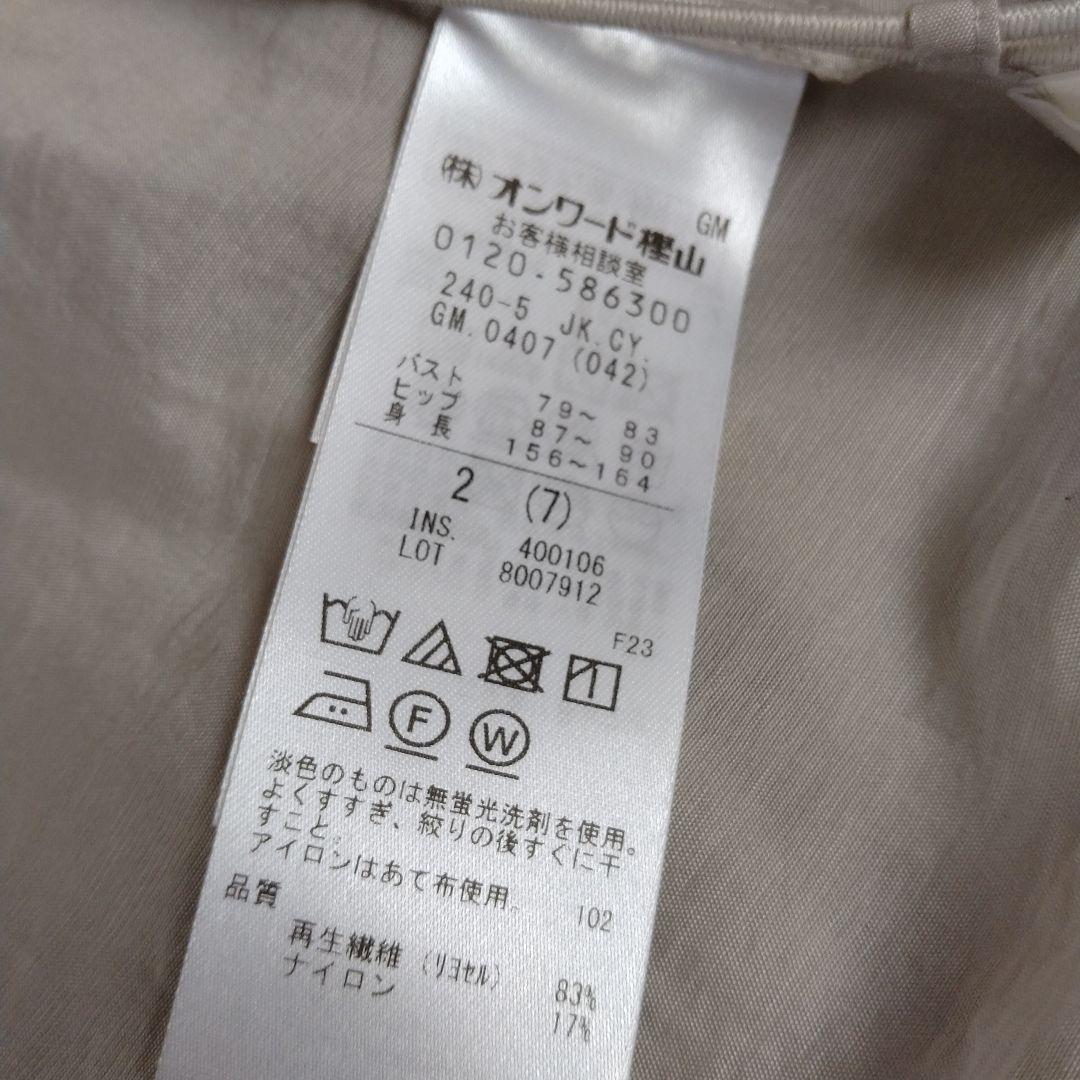 GM
(株)オンワード樫山
お客様相談室
0120-586300
240-5 JK.CY.
GM.0407 (042)
バスト 79～ 83
ヒップ 87～ 90
身長 156～164
2 (7)
INS. 400106
LOT 8007912
F23
F W
淡色のものは無蛍光洗剤を使用。
よくすすぎ、絞りの後すぐに干
すこと。
アイロンはあて布使用。 102
品質
再生繊維 (リヨセル) 83%
ナイロン 17%